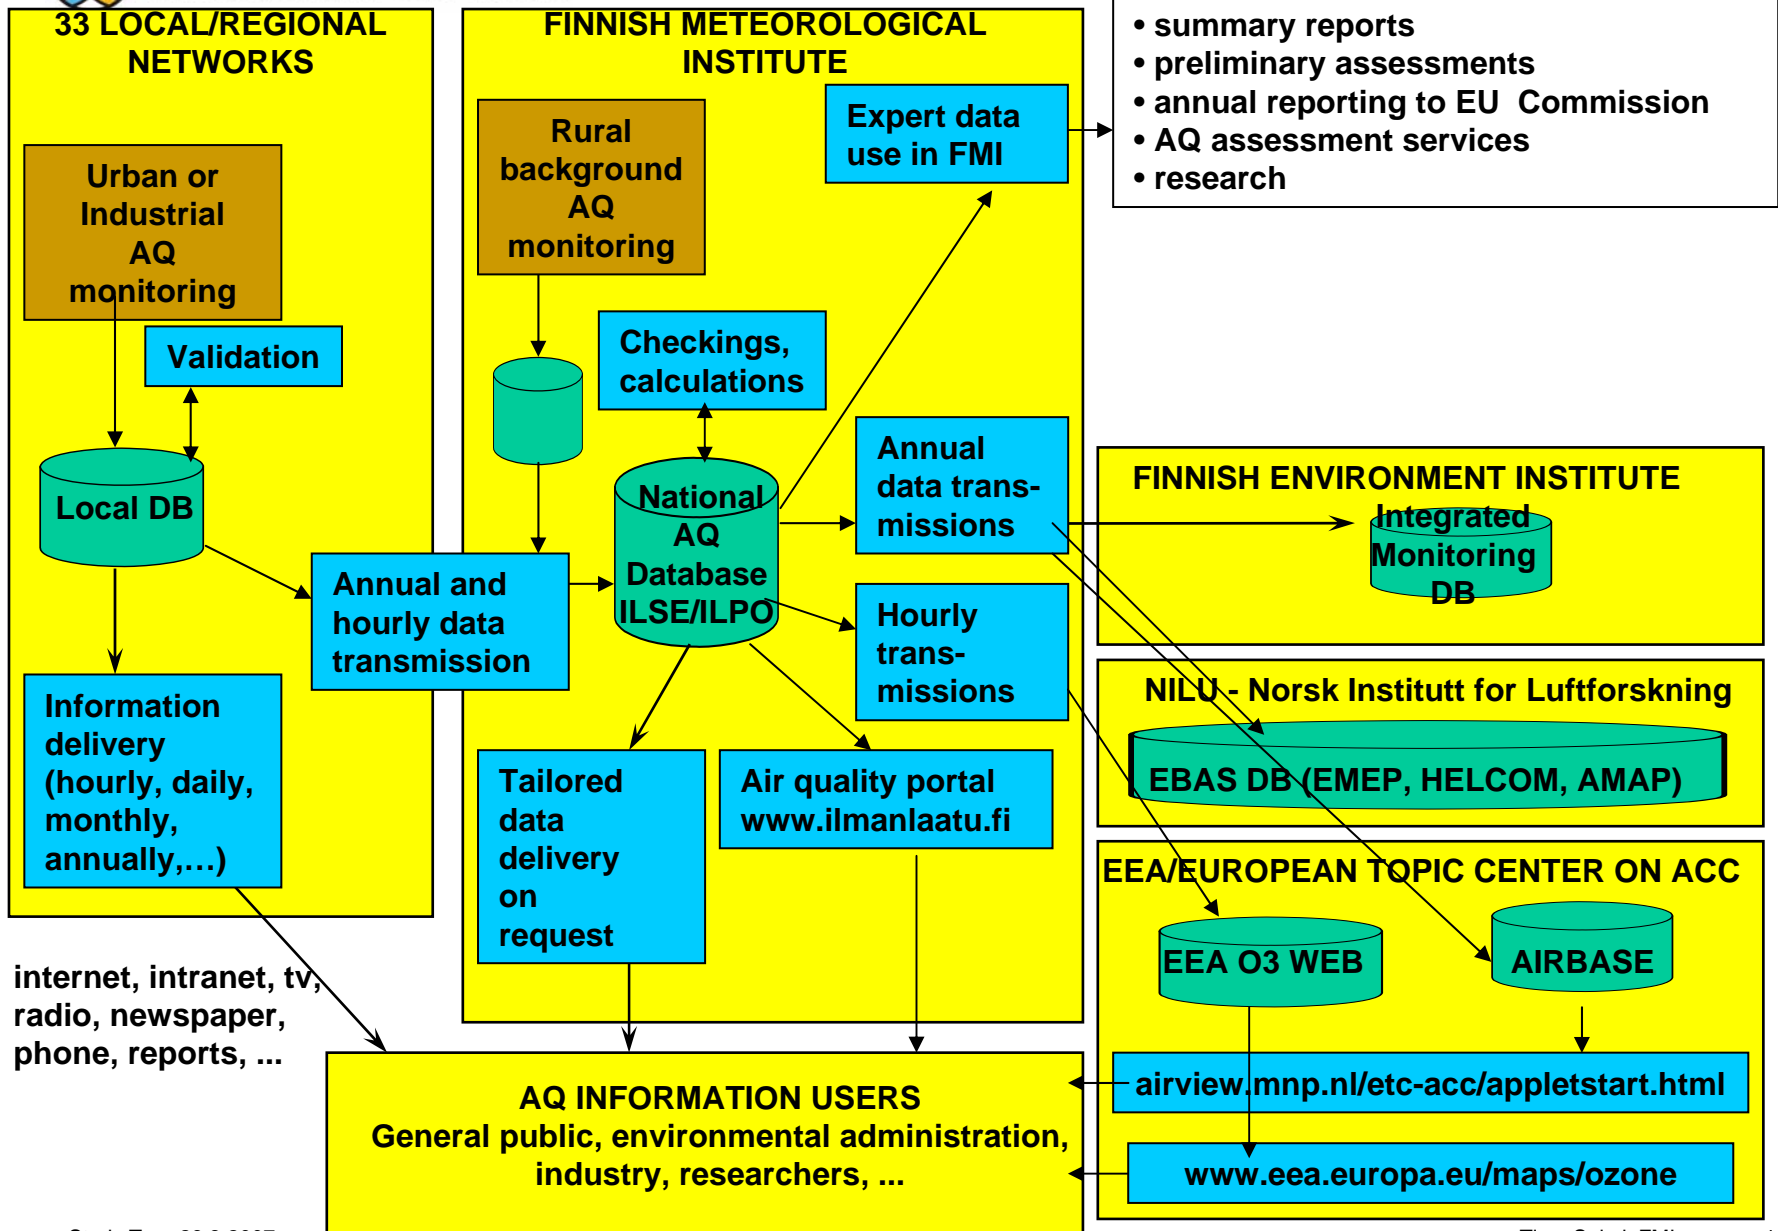 33 LOCAL/REGIONAL
NETWORKS
Urban or
Industrial
AQ
monitoring
Validation
Local DB
Annual and
hourly data
transmission
Information
delivery
(hourly, daily,
monthly,
annually,…)
internet, intranet, tv,
radio, newspaper,
phone, reports, ...
FINNISH METEOROLOGICAL
INSTITUTE
Rural
background
AQ
monitoring
Checkings,
calculations
Expert data
use in FMI
National
AQ
Database
ILSE/ILPO
Annual
data trans-
missions
Hourly
trans-
missions
Tailored
data
delivery
on
request
Air quality portal
www.ilmanlaatu.fi
• summary reports
• preliminary assessments
• annual reporting to EU Commission
• AQ assessment services
• research
FINNISH ENVIRONMENT INSTITUTE
Integrated
Monitoring
DB
NILU - Norsk Institutt for Luftforskning
EBAS DB (EMEP, HELCOM, AMAP)
EEA/EUROPEAN TOPIC CENTER ON ACC
EEA O3 WEB
AIRBASE
airview.mnp.nl/etc-acc/appletstart.html
www.eea.europa.eu/maps/ozone
AQ INFORMATION USERS
General public, environmental administration,
industry, researchers, ...